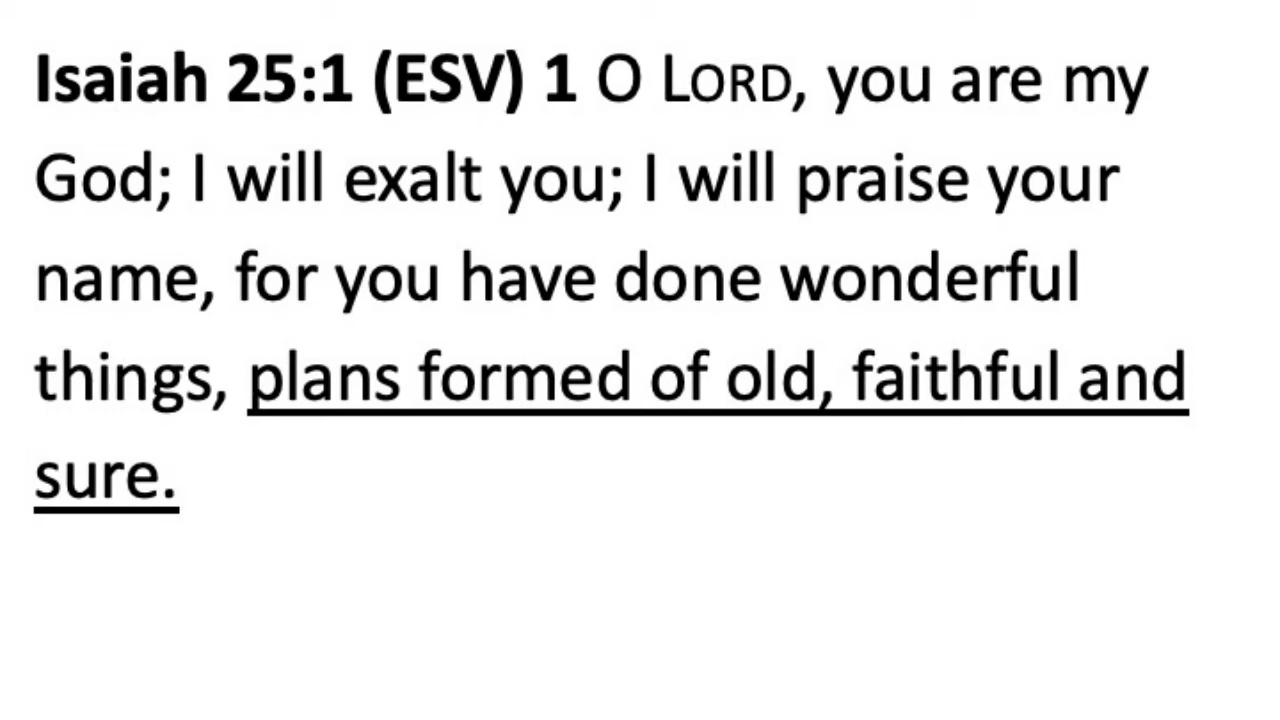 Isaiah 25:1 (ESV) 1 O LORD, you are my
God; I will exalt you; I will praise your
name, for you have done wonderful
things, plans formed of old, faithful and
sure.